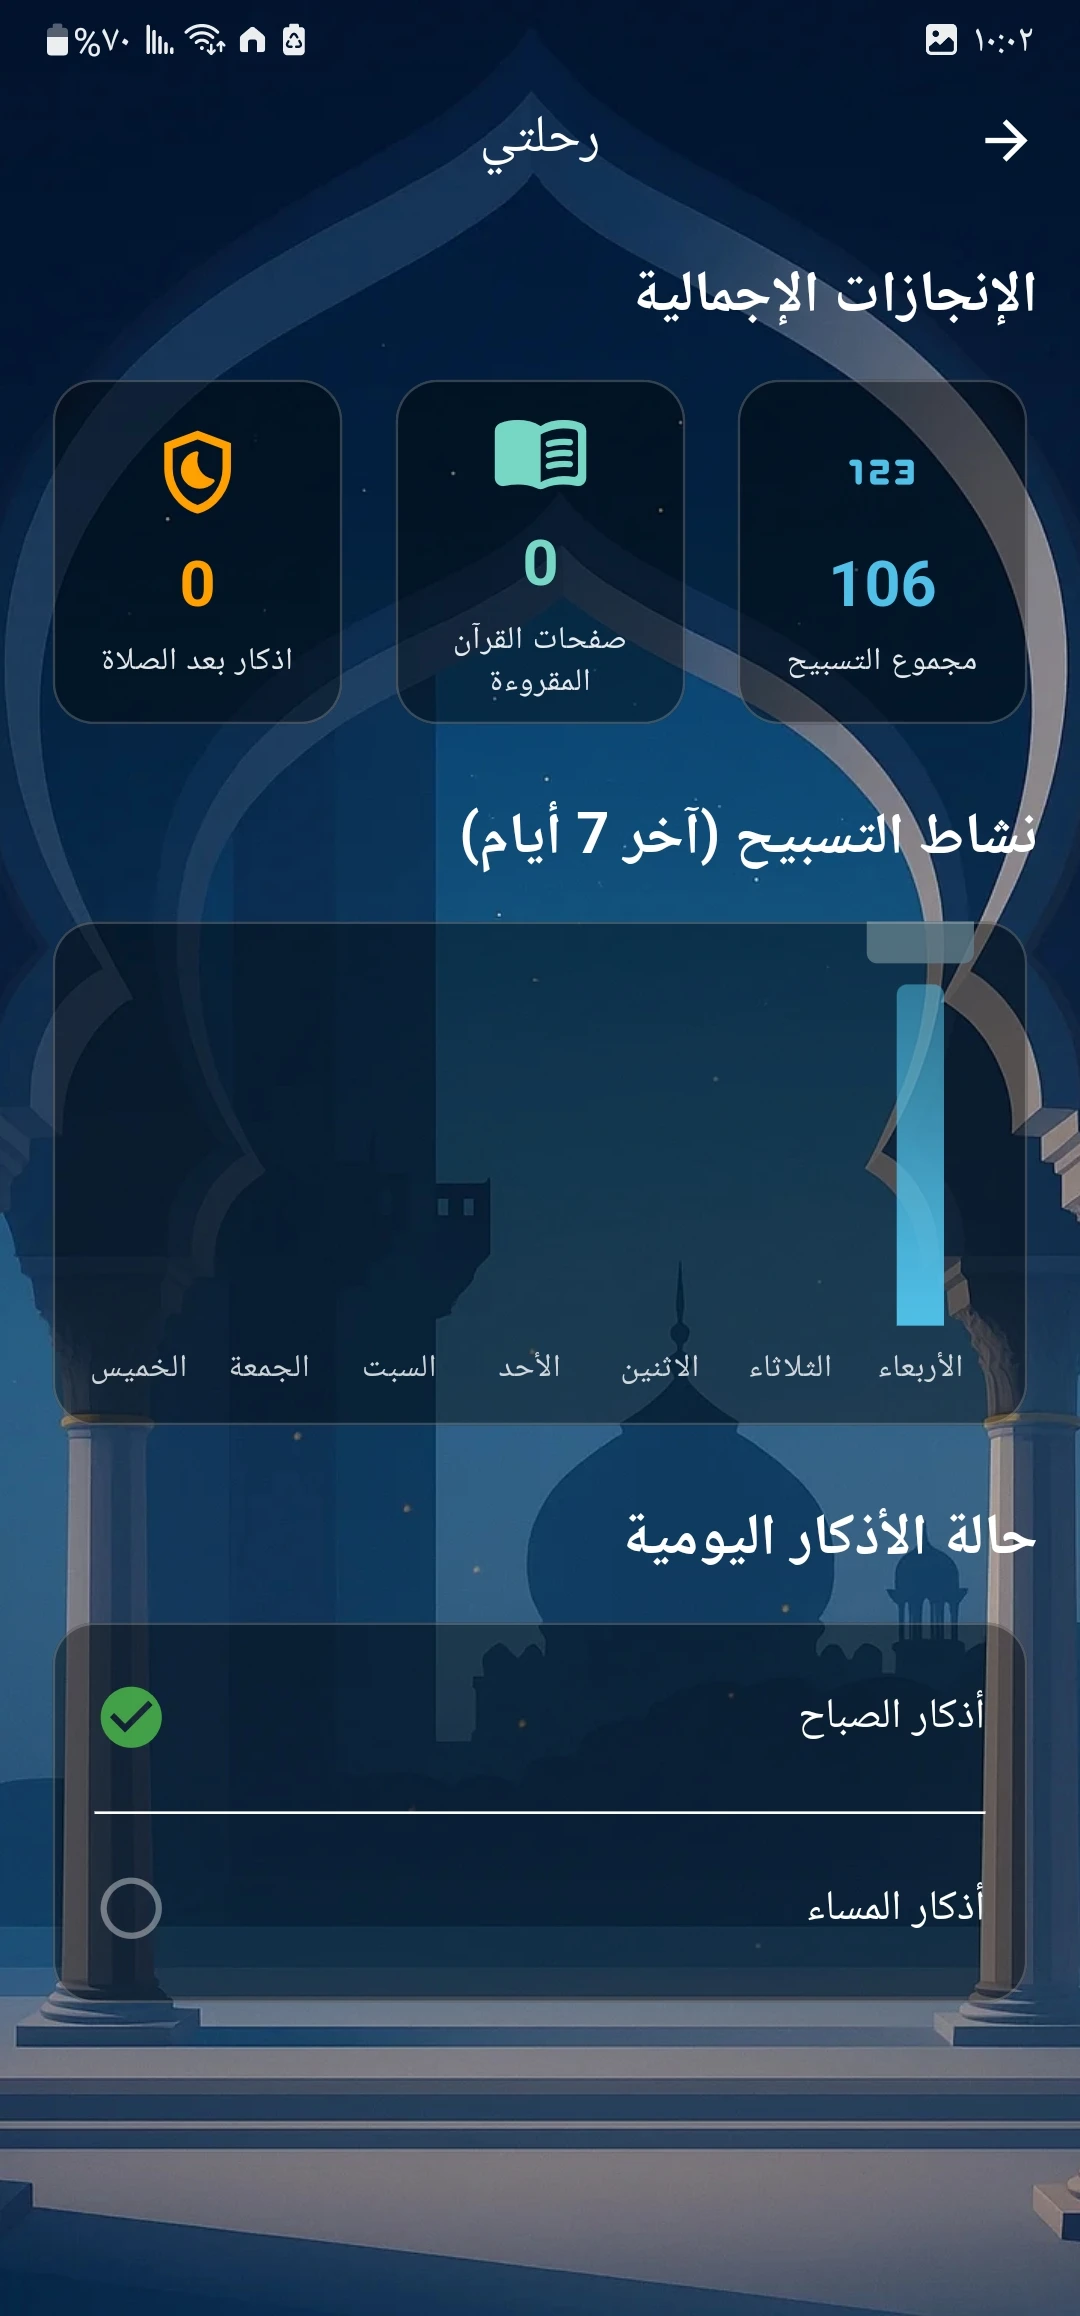 ١٠:٠٢
%٧٠
رحلتي
الإنجازات الإجمالية
123
106
مجموع التسبيح
0
صفحات القرآن
المقروءة
0
اذكار بعد الصلاة
نشاط التسبيح (آخر 7 أيام)
الأربعاء الثلاثاء الاثنين الأحد السبت الجمعة الخميس
حالة الأذكار اليومية
أذكار الصباح
أذكار المساء